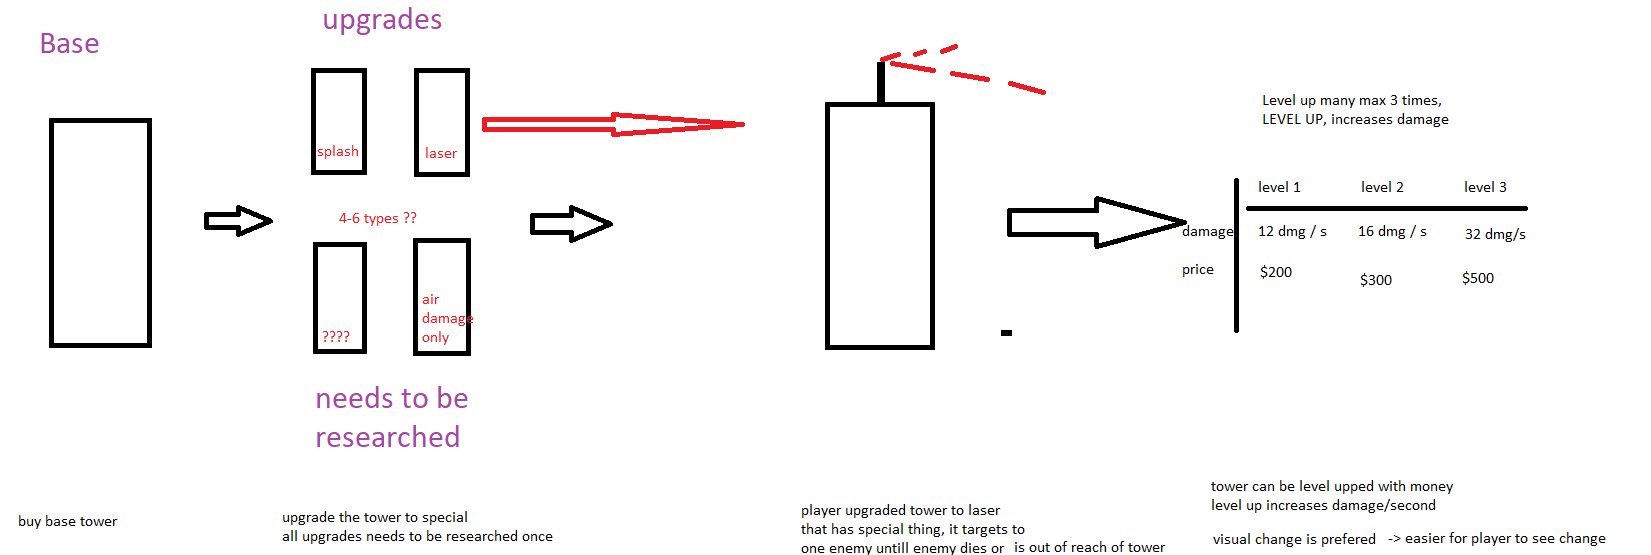 Base
upgrades
splash
laser
4-6 types ??
????
air
damage
only
needs to be
researched
Level up many max 3 times,
LEVEL UP, increases damage
level 1 level 2 level 3
damage 12 dmg / s 16 dmg / s 32 dmg/s
price $200 $300 $500
buy base tower
upgrade the tower to special
all upgrades needs to be researched once
player upgraded tower to laser
that has special thing, it targets to
one enemy untill enemy dies or is out of reach of tower
tower can be level upped with money
level up increases damage/second
visual change is prefered -> easier for player to see change